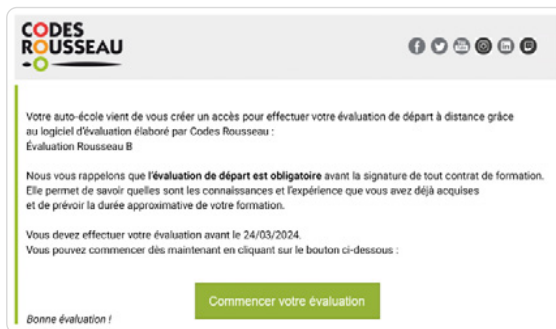 CODES
ROUSSEAU
Votre auto-école vient de vous créer un accès pour effectuer votre évaluation de départ à distance grâce
au logiciel d'évaluation élaboré par Codes Rousseau :
Évaluation Rousseau B
Nous vous rappelons que l'évaluation de départ est obligatoire avant la signature de tout contrat de formation.
Elle permet de savoir quelles sont les connaissances et l'expérience que vous avez déjà acquises
et de prévoir la durée approximative de votre formation.
Vous devez effectuer votre évaluation avant le 24/03/2024.
Vous pouvez commencer dès maintenant en cliquant sur le bouton ci-dessous :
Commencer votre évaluation
Bonne évaluation !